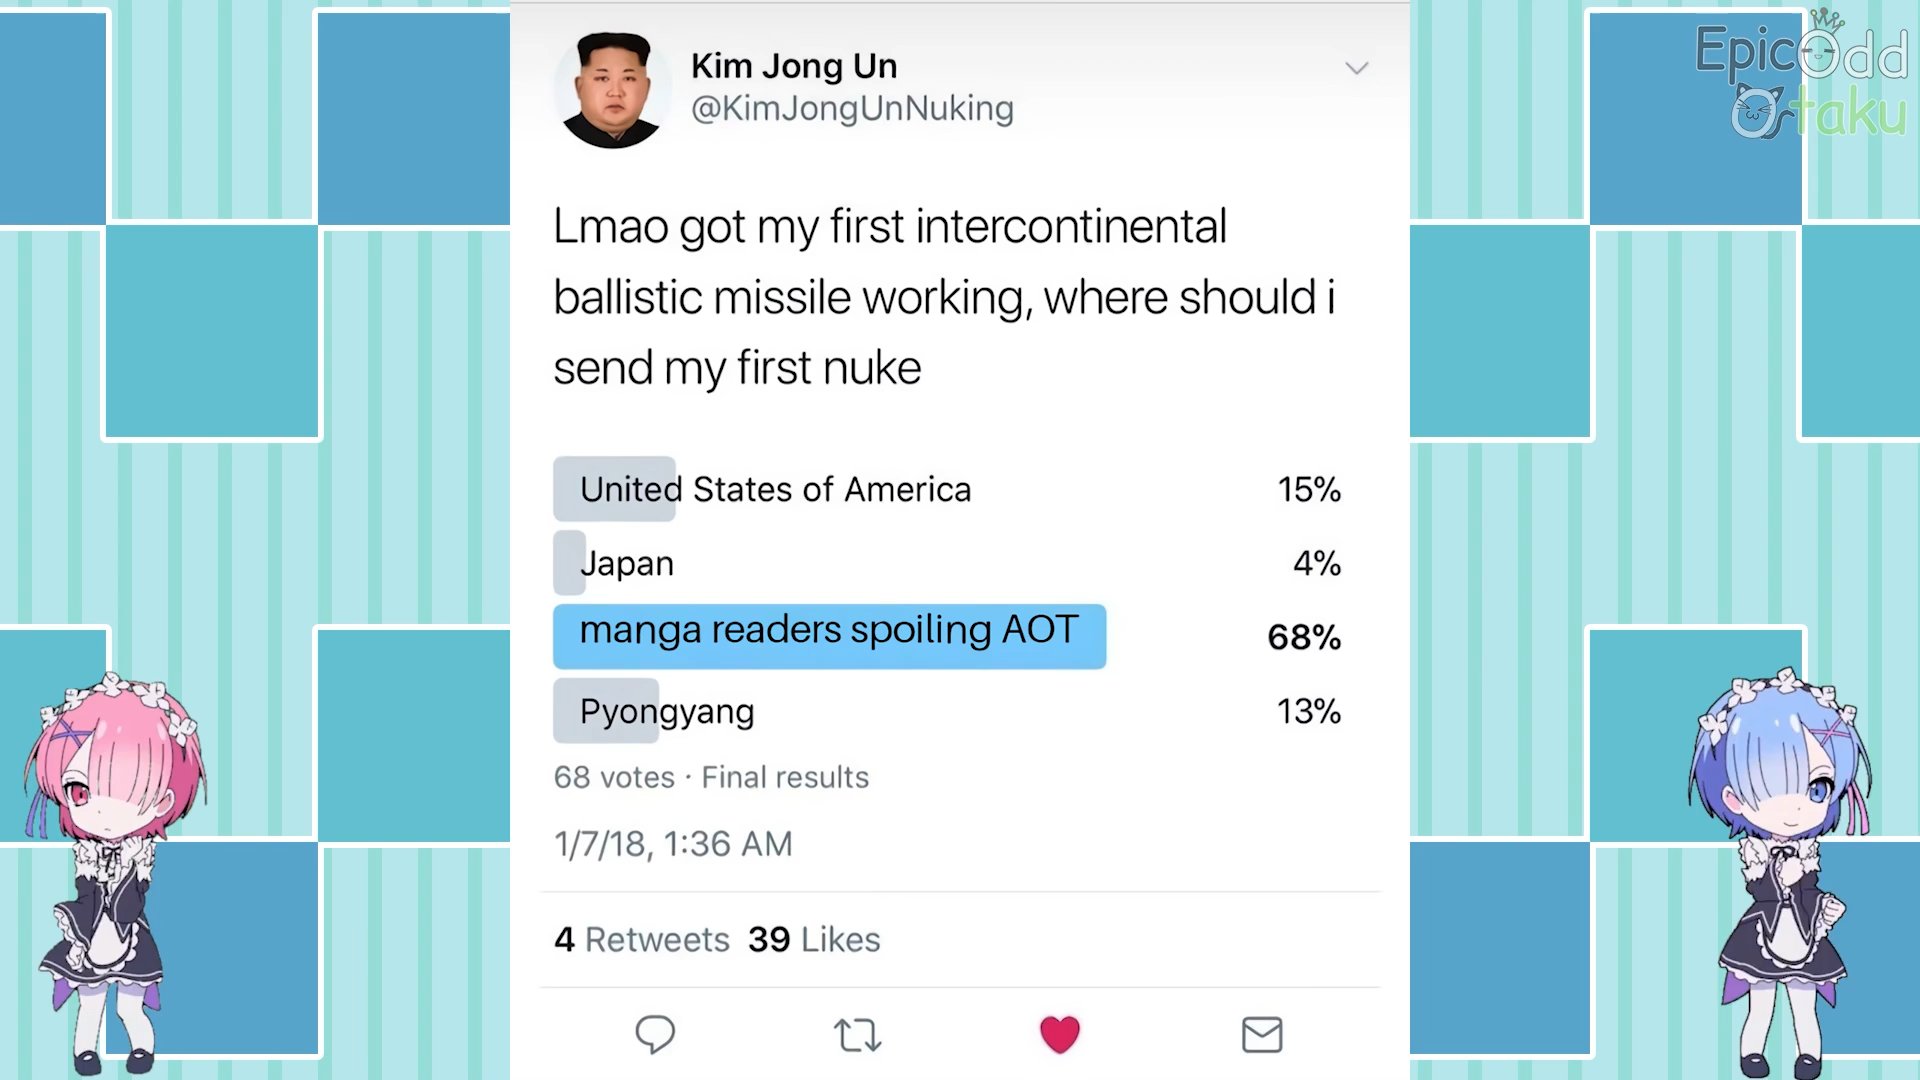 Epic Odd
Otaku
Kim Jong Un
@KimJongUnNuking
Lmao got my first intercontinental
ballistic missile working, where should i
send my first nuke
United States of America 15%
Japan 4%
manga readers spoiling AOT 68%
Pyongyang 13%
68 votes · Final results
1/7/18, 1:36 AM
4 Retweets 39 Likes